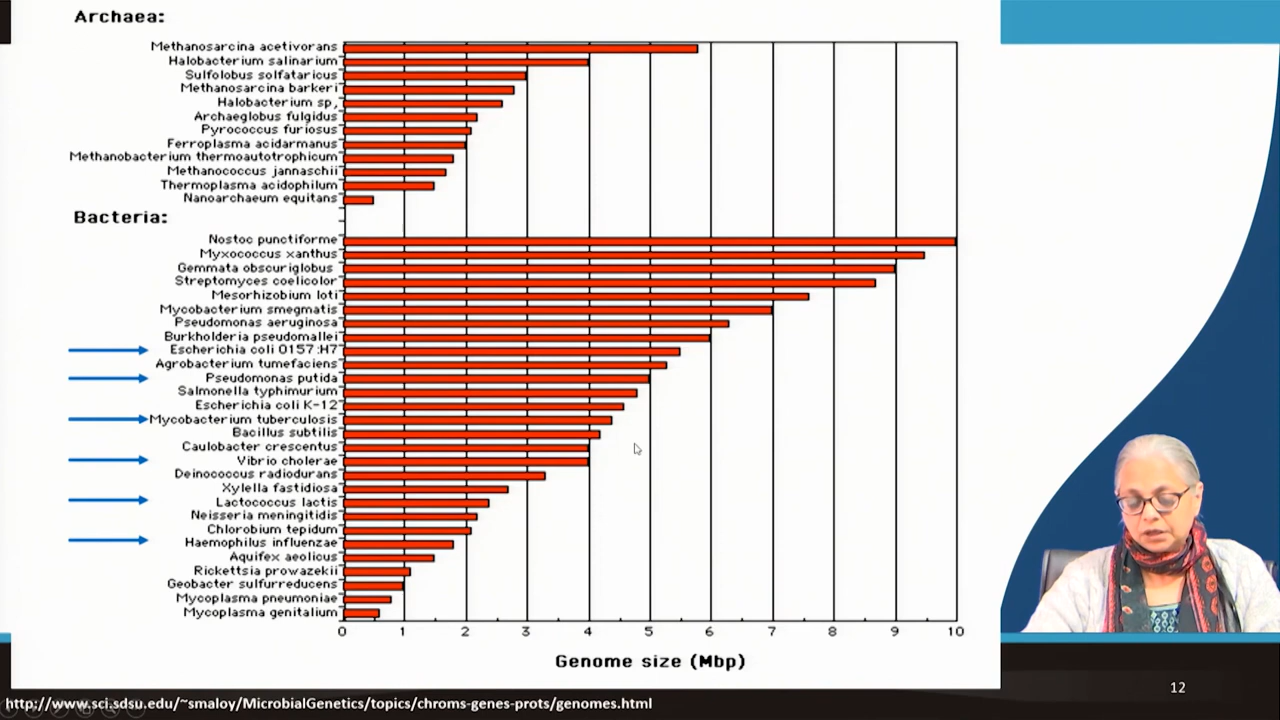 Archaea:
Methanosarcina acetivorans
Halobacterium salinarium
Sulfolobus solfataricus
Methanosarcina barkeri
Halobacterium sp,
Archaeglobus fulgidus
Pyrococcus furiosus
Ferroplasma acidarmanus
Methanobacterium thermoautotrophicum
Methanococcus jannaschii
Thermoplasma acidophilum
Nanoarchaeum equitans
Bacteria:
Nostoc punctiforme
Myxococcus xanthus
Gemmata obscuriglobus
Streptomyces coelicolor
Mesorhizobium loti
Mycobacterium smegmatis
Pseudomonas aeruginosa
Burkholderia pseudomallei
Escherichia coli O157:H7
Agrobacterium tumefaciens
Pseudomonas putida
Salmonella typhimurium
Escherichia coli K-12
Mycobacterium tuberculosis
Bacillus subtilis
Caulobacter crescentus
Vibrio cholerae
Deinococcus radiodurans
Xylella fastidiosa
Lactococcus lactis
Neisseria meningitidis
Chlorobium tepidum
Haemophilus influenzae
Aquifex aeolicus
Rickettsia prowazekii
Geobacter sulfurreducens
Mycoplasma pneumoniae
Mycoplasma genitalium
0 1 2 3 4 5 6 7 8 9 10
Genome size (Mbp)
12
http://www.sci.sdsu.edu/~smaloy/MicrobialGenetics/topics/chroms-genes-prots/genomes.html